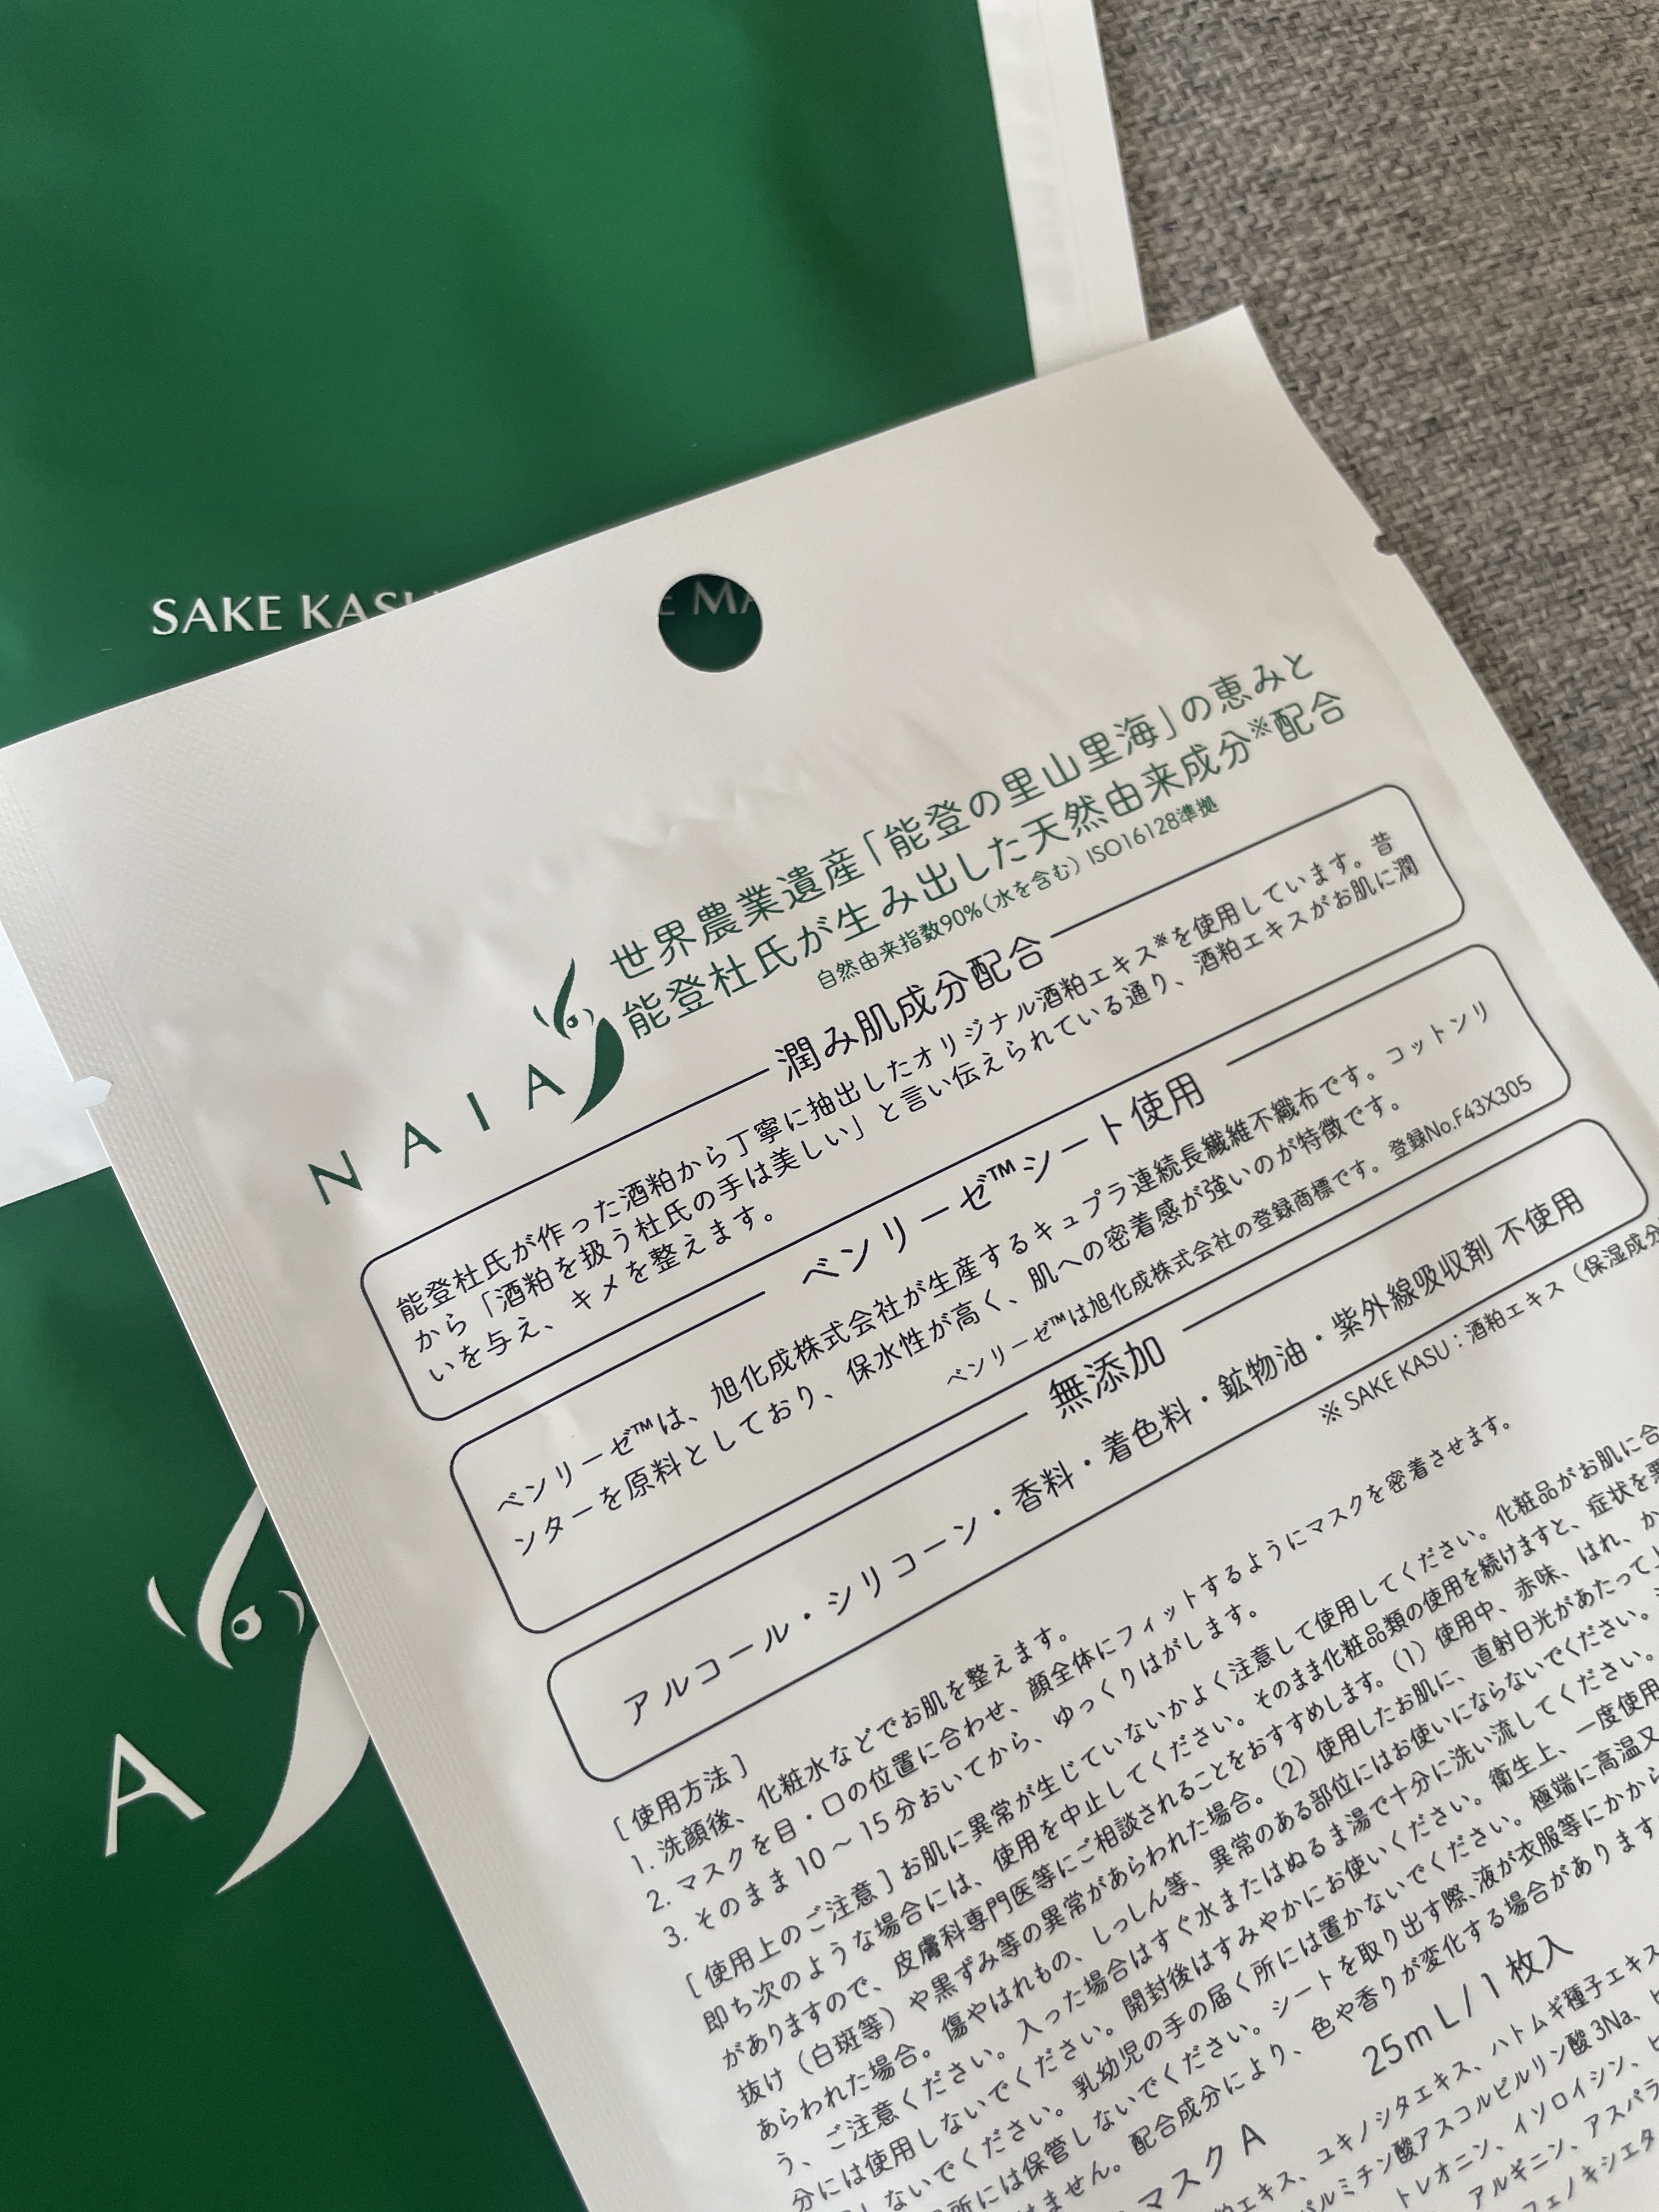 SAKE KASU
E MA
NAIA
世界農業遺産「能登の里山里海」の恵みと
能登杜氏が生み出した天然由来成分※配合
自然由来指数90%(水を含む) ISO16128準拠
潤み肌成分配合
能登杜氏が作った酒粕から丁寧に抽出したオリジナル酒粕エキス※を使用しています。昔
から「酒粕を扱う杜氏の手は美しい」と言い伝えられている通り、酒粕エキスがお肌に潤
いを与え、キメを整えます。
ベンリーゼ™シート使用
ベンリーゼ™は、旭化成株式会社が生産するキュプラ連続長繊維不織布です。コットンリ
ンターを原料としており、保水性が高く、肌への密着感が強いのが特徴です。
ベンリーゼ™は旭化成株式会社の登録商標です。登録No.F43X305
無添加
アルコール・シリコーン・香料・着色料・鉱物油・紫外線吸収剤 不使用
※ SAKE KASU:酒粕エキス(保湿成分
[ 使用方法 ]
1. 洗顔後、化粧水などでお肌を整えます。
2. マスクを目・口の位置に合わせ、顔全体にフィットするようにマスクを密着させます。
3. そのまま 10 ~ 15 分おいてから、ゆっくりはがします。
[ 使用上のご注意 ] お肌に異常が生じていないかよく注意して使用してください。化粧品がお肌に合
即ち次のような場合には、使用を中止してください。そのまま化粧品類の使用を続けますと、症状を悪
がありますので、皮膚科専門医等にご相談されることをおすすめします。(1) 使用中、赤味、はれ、か
抜け(白斑等)や黒ずみ等の異常があらわれた場合。(2) 使用したお肌に、直射日光があたって上
あらわれた場合。傷やはれもの、しっしん等、異常のある部位にはお使いにならないでください。
う、ご注意ください。入った場合はすぐ水またはぬるま湯で十分に洗い流してください。
分には使用しないでください。開封後はすみやかにお使いください。衛生上、一度使用
しないでください。乳幼児の手の届く所には置かないでください。極端に高温又
所には保管しないでください。シートを取り出す際、液が衣服等にかから
ません。配合成分により、色や香りが変化する場合があります
マスク A
25m L / 1 枚入
エキス、ユキノシタエキス、ハトムギ種子エキス
パルミチン酸アスコルビルリン酸 3Na、ヒ
トレオニン、イソロイシン、ヒ
アルギニン、アスパラ
フェノキシエタ
A